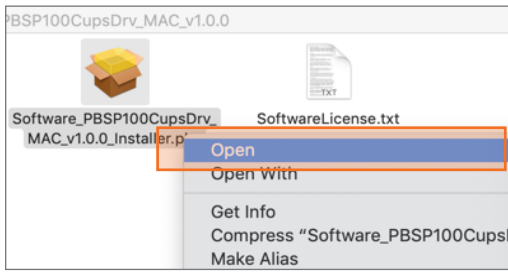 PBSP100CupsDrv_MAC_v1.0.0
TXT
Software_PBSP100CupsDrv_
MAC_v1.0.0_Installer.p
SoftwareLicense.txt
Open
Open With
Get Info
Compress “Software_PBSP100Cups
Make Alias